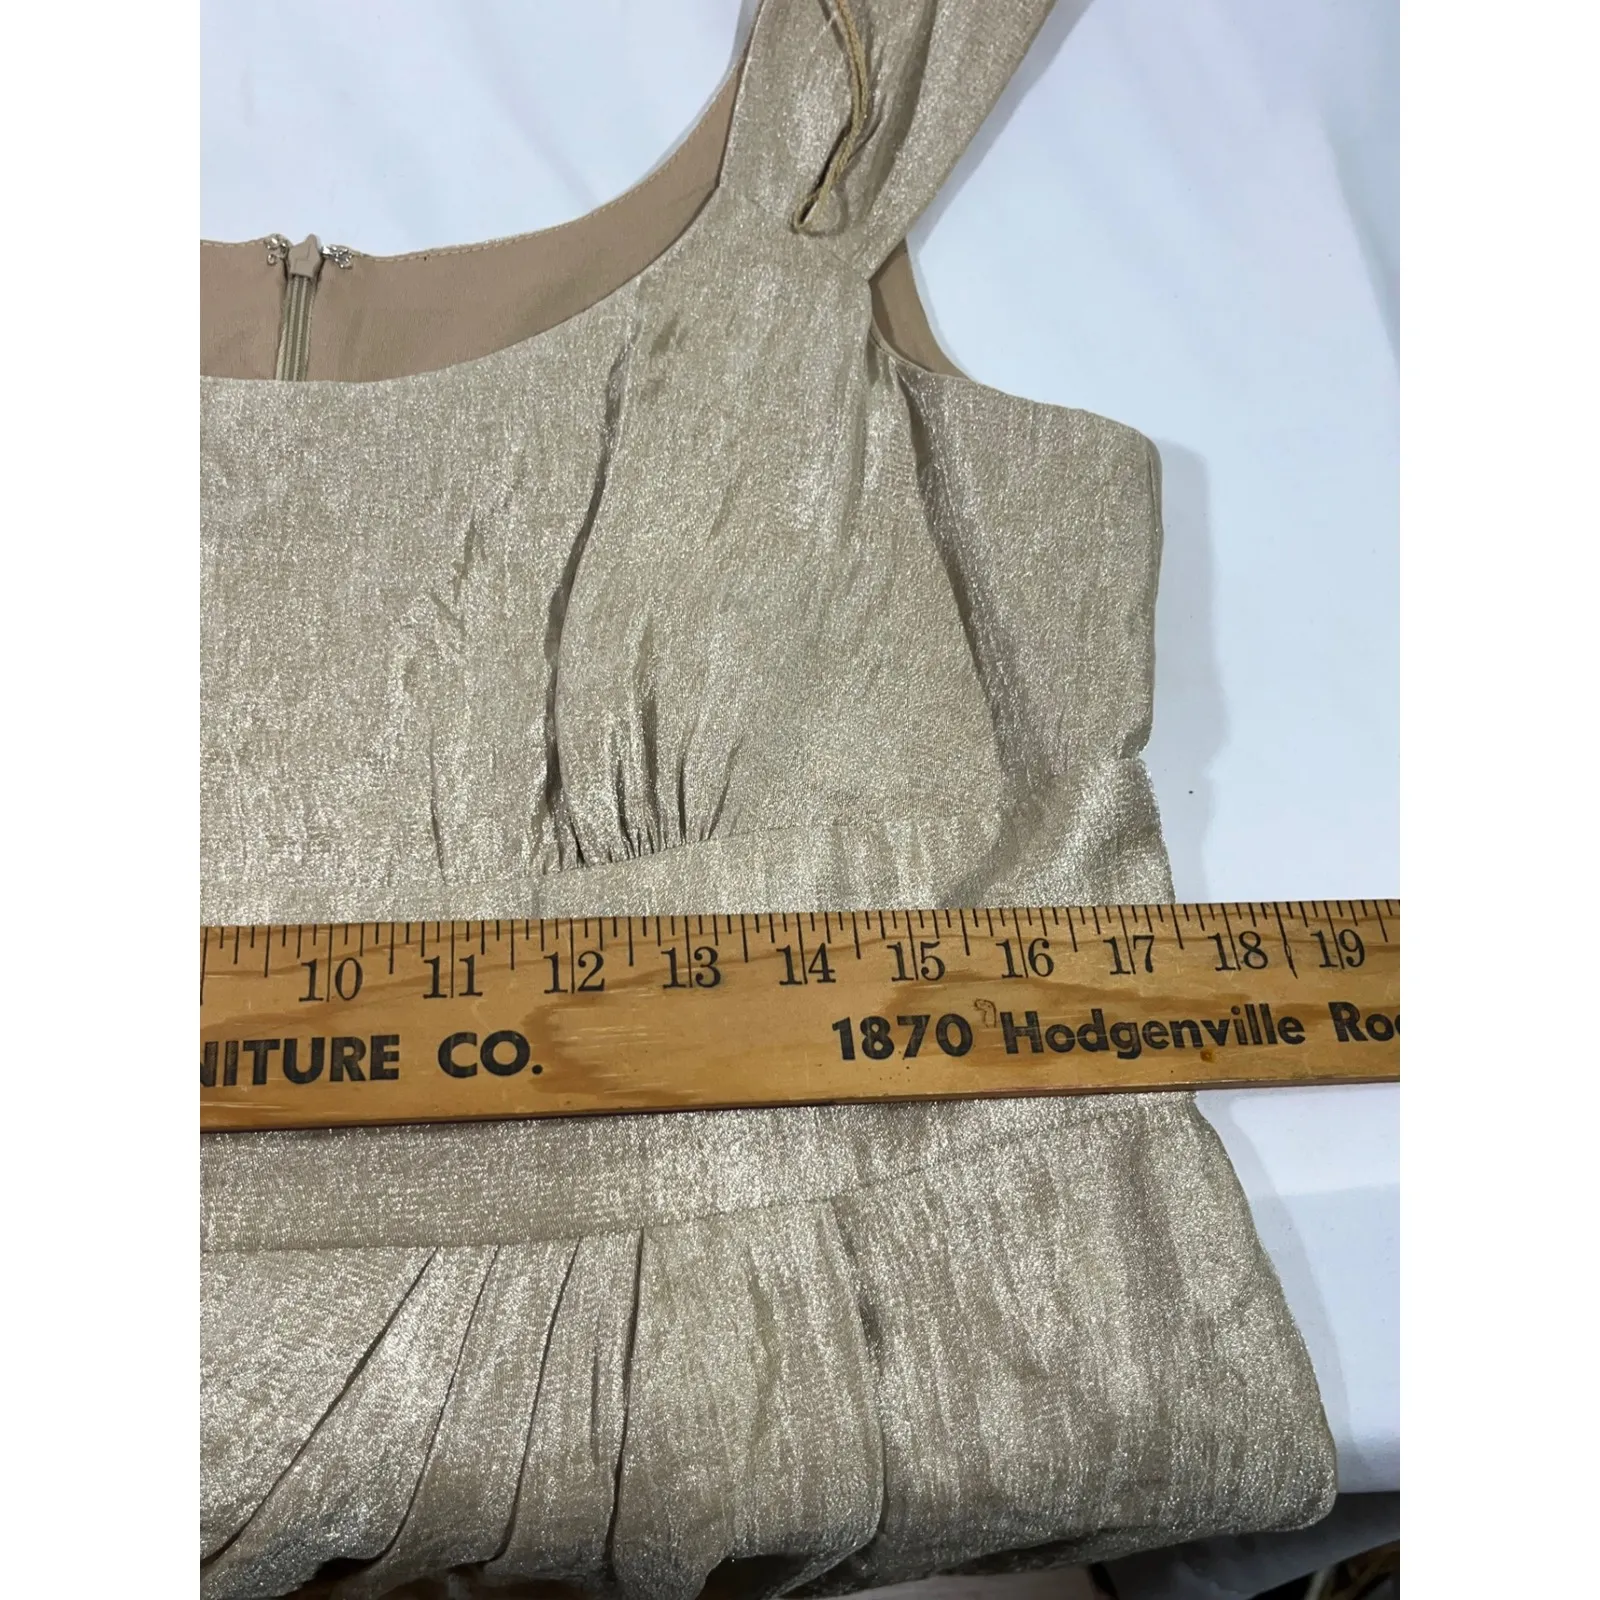 10 11 12 13 14 15 16 17 18 19
NITURE CO. 1870 Hodgenville Ro